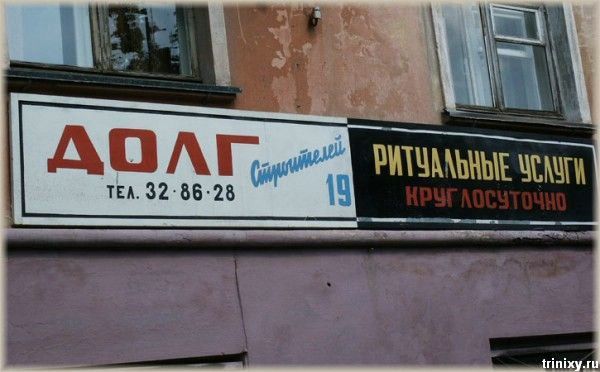 ДОЛГ
ТЕЛ. 32·86·28
Строителей
19
РИТУАЛЬНЫЕ УСЛУГИ
КРУГЛОСУТОЧНО
trinixy.ru